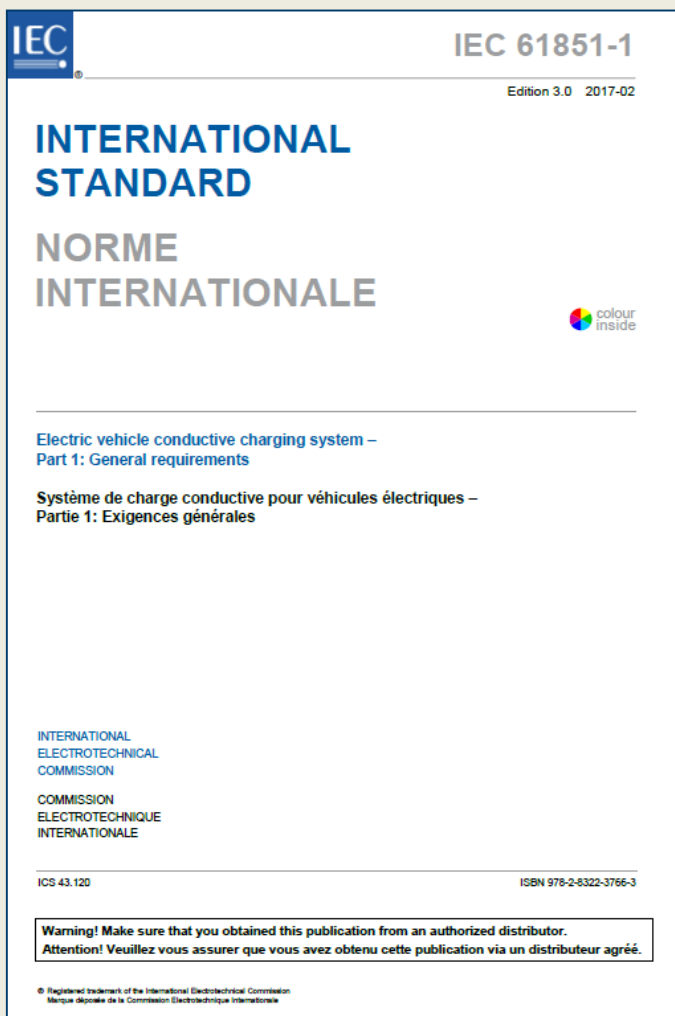 IEC
®
IEC 61851-1
Edition 3.0 2017-02
INTERNATIONAL
STANDARD
NORME
INTERNATIONALE
colour
inside
Electric vehicle conductive charging system –
Part 1: General requirements
Système de charge conductive pour véhicules électriques –
Partie 1: Exigences générales
INTERNATIONAL
ELECTROTECHNICAL
COMMISSION
COMMISSION
ELECTROTECHNIQUE
INTERNATIONALE
ICS 43.120
ISBN 978-2-8322-3766-3
Warning! Make sure that you obtained this publication from an authorized distributor.
Attention! Veuillez vous assurer que vous avez obtenu cette publication via un distributeur agréé.
® Registered trademark of the International Electrotechnical Commission
Marque déposée de la Commission Electrotechnique Internationale